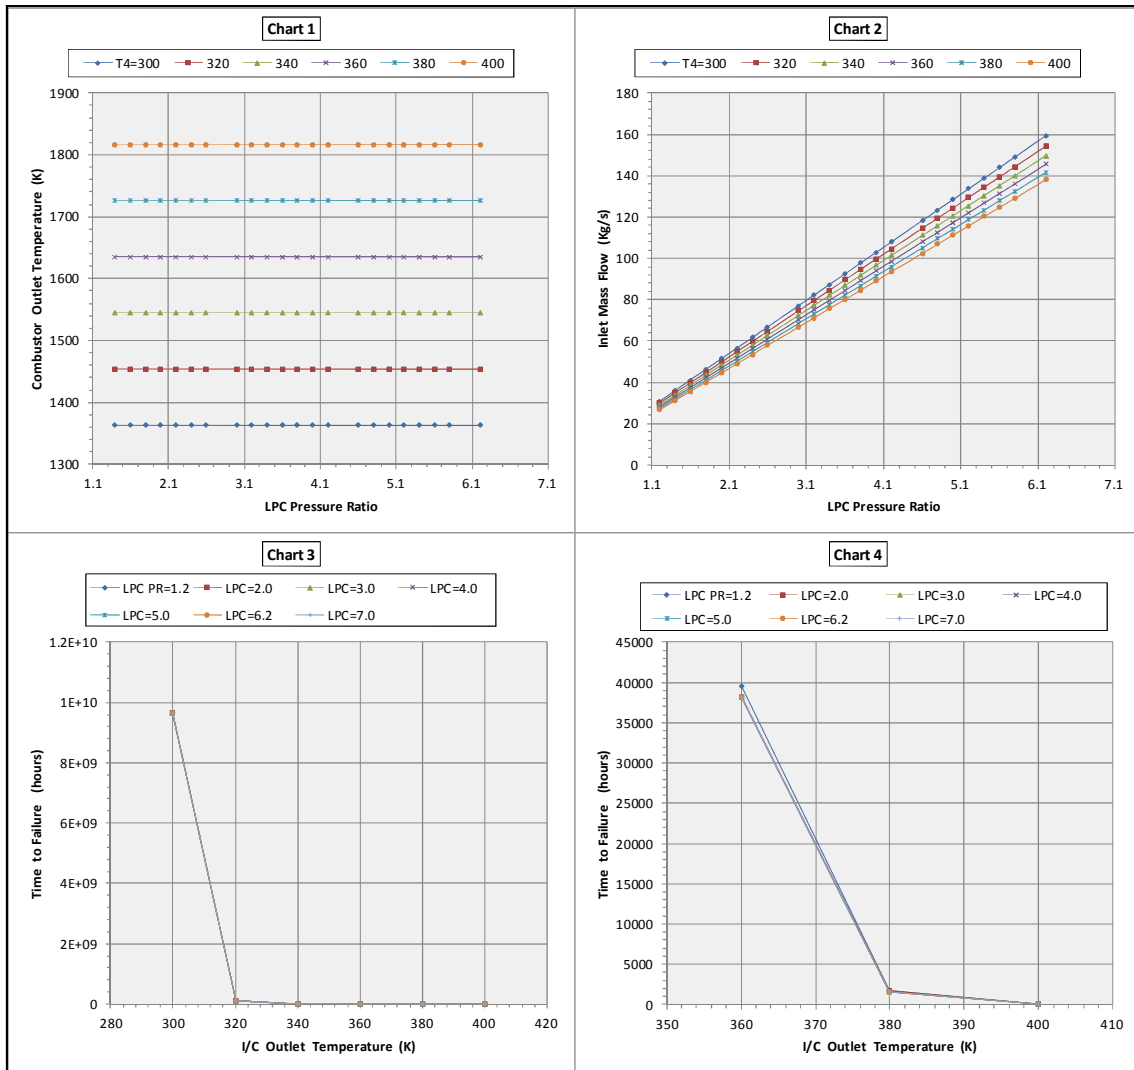 Chart 1
T4=300 320 340 360 380 400
1900
1800
1700
1600
1500
1400
1300
Combustor Outlet Temperature (K)
1.1 2.1 3.1 4.1 5.1 6.1 7.1
LPC Pressure Ratio
Chart 2
T4=300 320 340 360 380 400
180
160
140
120
100
80
60
40
20
0
Inlet Mass Flow (Kg/s)
1.1 2.1 3.1 4.1 5.1 6.1 7.1
LPC Pressure Ratio
Chart 3
LPC PR=1.2 LPC=2.0 LPC=3.0 LPC=4.0
LPC=5.0 LPC=6.2 LPC=7.0
1.2E+10
1E+10
8E+09
6E+09
4E+09
2E+09
0
Time to Failure (hours)
280 300 320 340 360 380 400 420
I/C Outlet Temperature (K)
Chart 4
LPC PR=1.2 LPC=2.0 LPC=3.0 LPC=4.0
LPC=5.0 LPC=6.2 LPC=7.0
45000
40000
35000
30000
25000
20000
15000
10000
5000
0
Time to Failure (hours)
350 360 370 380 390 400 410
I/C Outlet Temperature (K)